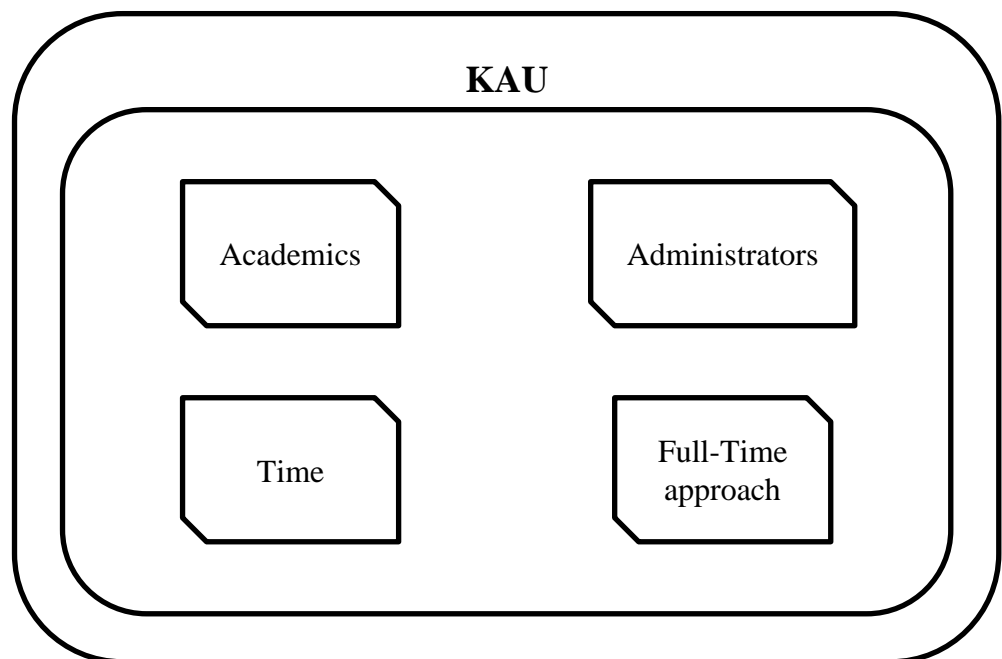 KAU
Academics
Administrators
Time
Full-Time
approach